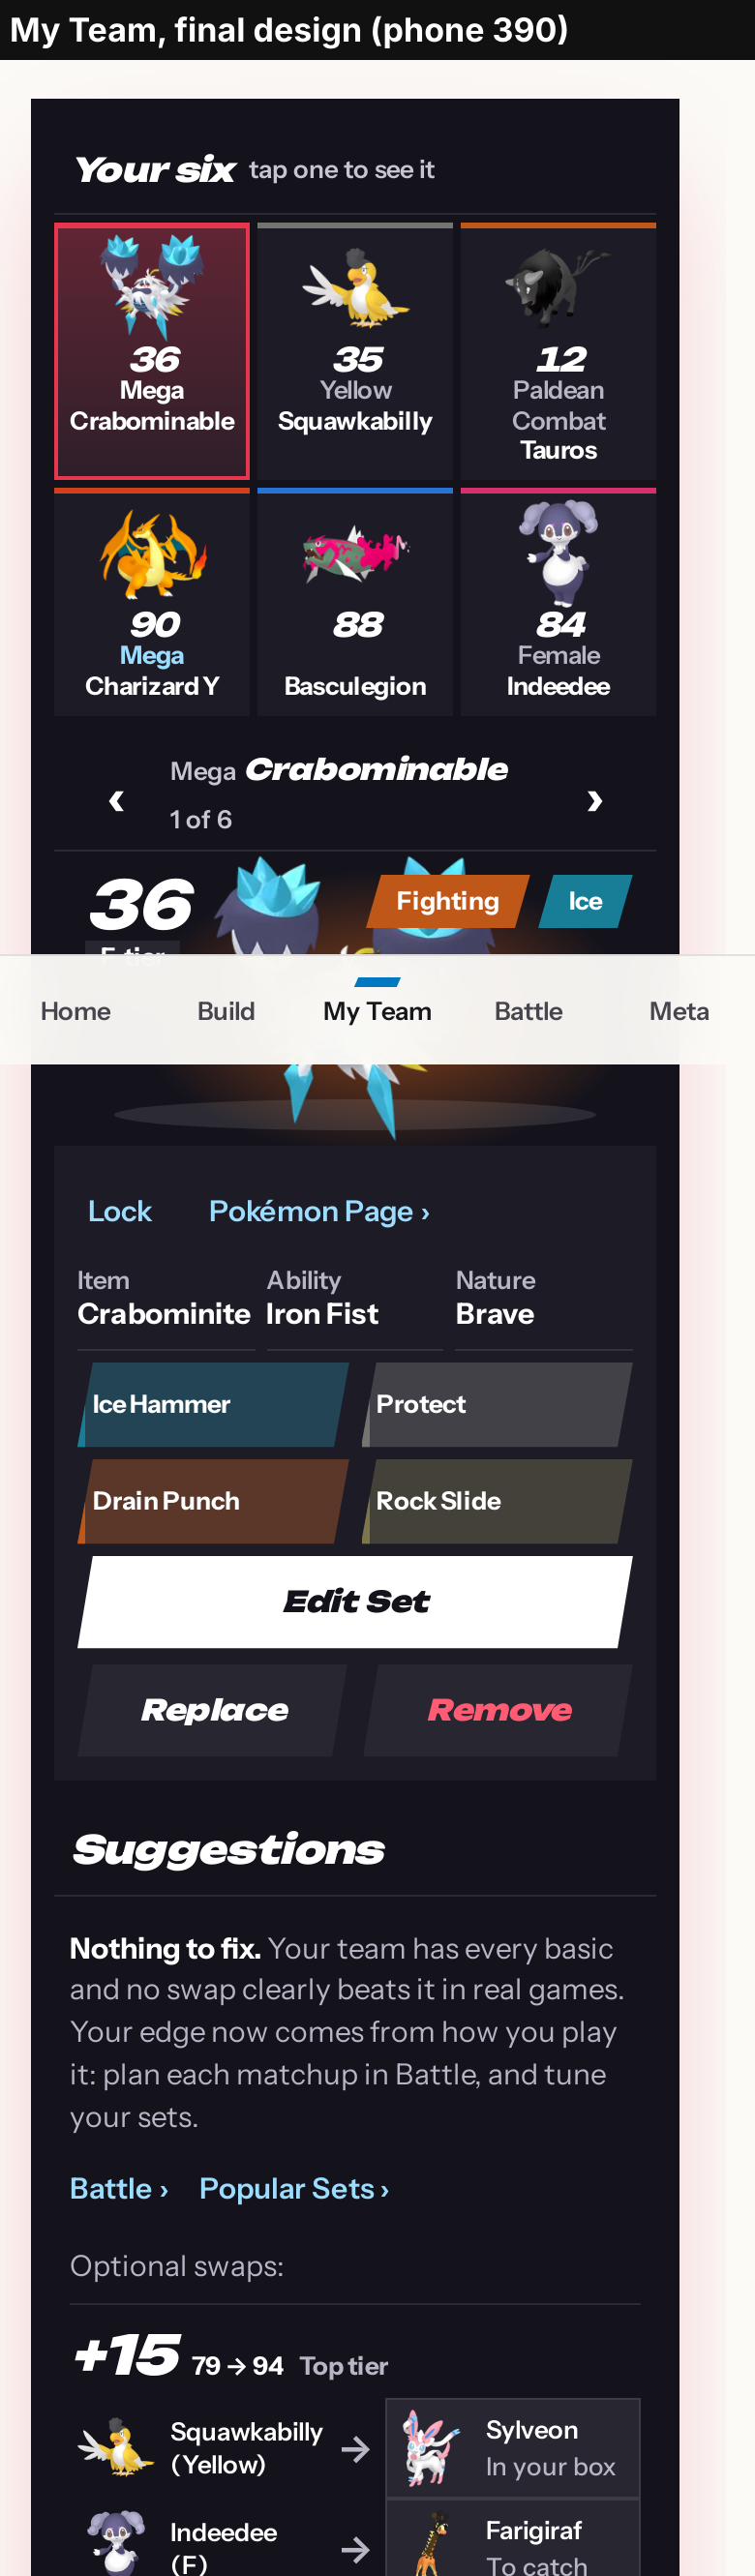 My Team, final design (phone 390)
Your six tap one to see it
36
Mega
Crabominable
35
Yellow
Squawkabilly
12
Paldean
Combat
Tauros
90
Mega
Charizard Y
88
Basculegion
84
Female
Indeedee
‹
Mega Crabominable
1 of 6
›
36
Fighting
Ice
Home
Build
My Team
Battle
Meta
Lock
Pokémon Page ›
Item
Crabominite
Ability
Iron Fist
Nature
Brave
Ice Hammer
Protect
Drain Punch
Rock Slide
Edit Set
Replace
Remove
Suggestions
Nothing to fix. Your team has every basic
and no swap clearly beats it in real games.
Your edge now comes from how you play
it: plan each matchup in Battle, and tune
your sets.
Battle ›
Popular Sets ›
Optional swaps:
+15 79 → 94 Top tier
Squawkabilly
(Yellow)
→
Sylveon
In your box
Indeedee
(F)
→
Farigiraf
To catch